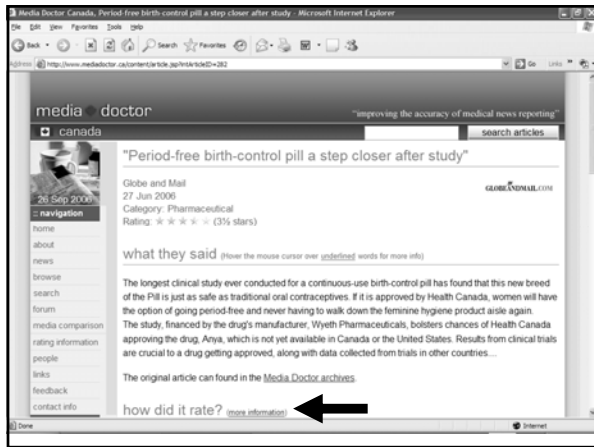 Media Doctor Canada, Period-free birth-control pill a step closer after study - Microsoft Internet Explorer
File Edit View Favorites Tools Help
Back Search Favorites
Address http://www.mediadoctor.ca/content/article.jsp?intArticleID=282 Go Links »
media doctor
"improving the accuracy of medical news reporting"
canada search articles
"Period-free birth-control pill a step closer after study"
Globe and Mail
GLOBEANDMAIL.COM
27 Jun 2006
Category: Pharmaceutical
Rating: ★ ★ ★ ★ ★ (3½ stars)
26 Sep 2006
:: navigation
home
about
news
browse
search
forum
media comparison
rating information
people
links
feedback
contact info
what they said (Hover the mouse cursor over underlined words for more info)
The longest clinical study ever conducted for a continuous-use birth-control pill has found that this new breed
of the Pill is just as safe as traditional oral contraceptives. If it is approved by Health Canada, women will have
the option of going period-free and never having to walk down the feminine hygiene product aisle again.
The study, financed by the drug's manufacturer, Wyeth Pharmaceuticals, bolsters chances of Health Canada
approving the drug, Anya, which is not yet available in Canada or the United States. Results from clinical trials
are crucial to a drug getting approved, along with data collected from trials in other countries....
The original article can found in the Media Doctor archives.
how did it rate? (more information)
Done Internet